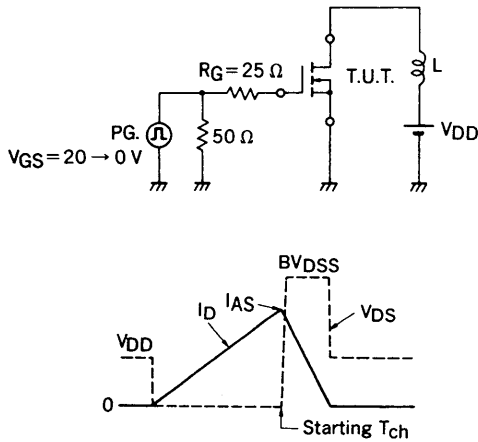 RG = 25 Ω
T.U.T.
L
PG.
50 Ω
VDD
VGS = 20 → 0 V
BVDSS
IAS
ID
VDD
VDS
0
Starting Tch